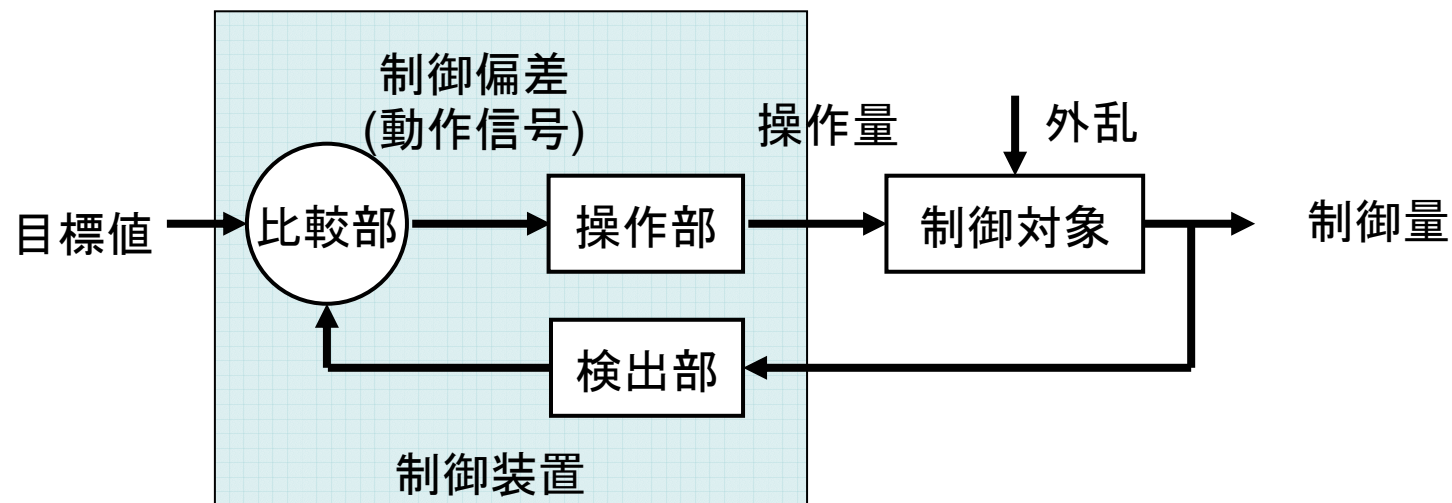 制御偏差
(動作信号)
操作量
外乱
目標値
比較部
操作部
制御対象
制御量
検出部
制御装置